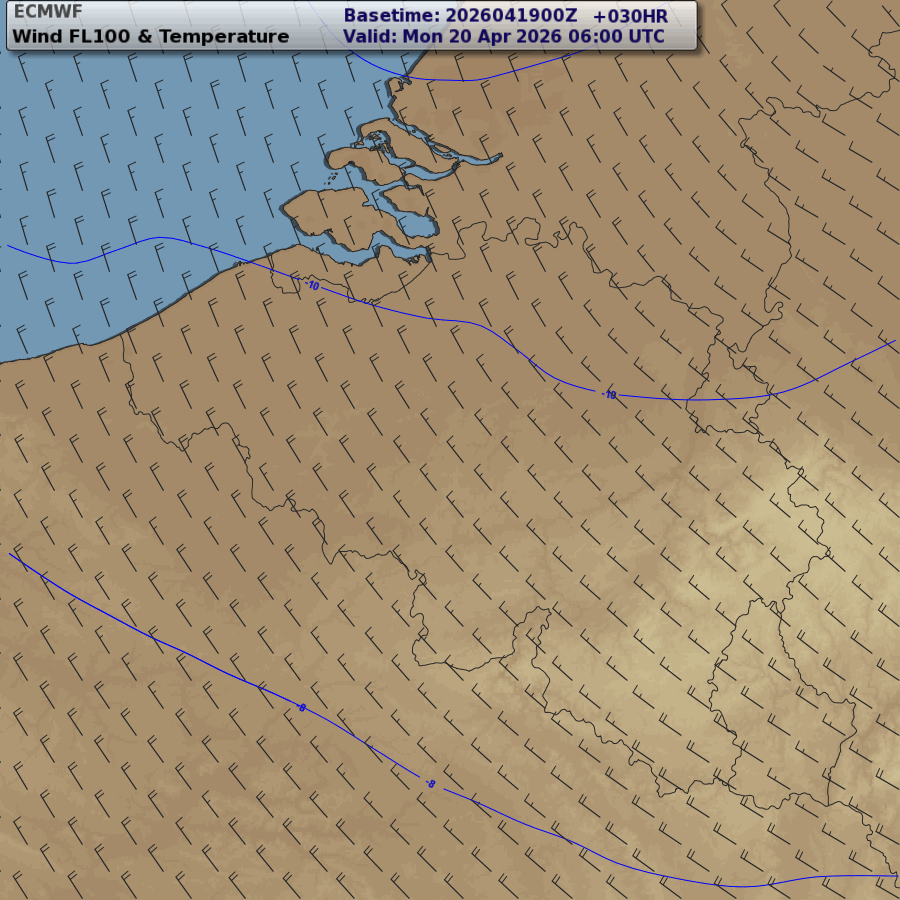 ECMWF
Basetime: 2026041900Z +030HR
Wind FL100 & Temperature
Valid: Mon 20 Apr 2026 06:00 UTC
-10
-10
-8
-8